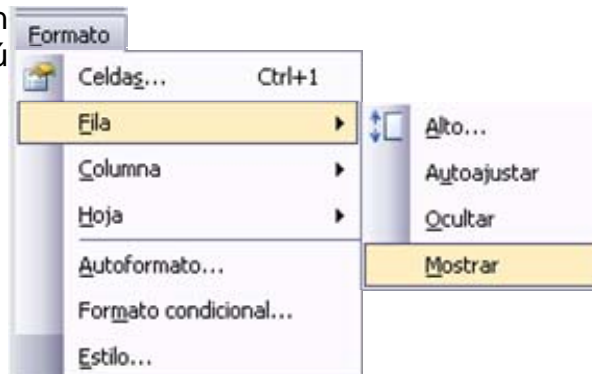 n
ú
Formato
Celdas... Ctrl+1
Fila
Columna
Hoja
Autoformato...
Formato condicional...
Estilo...
Alto...
Autoajustar
Ocultar
Mostrar